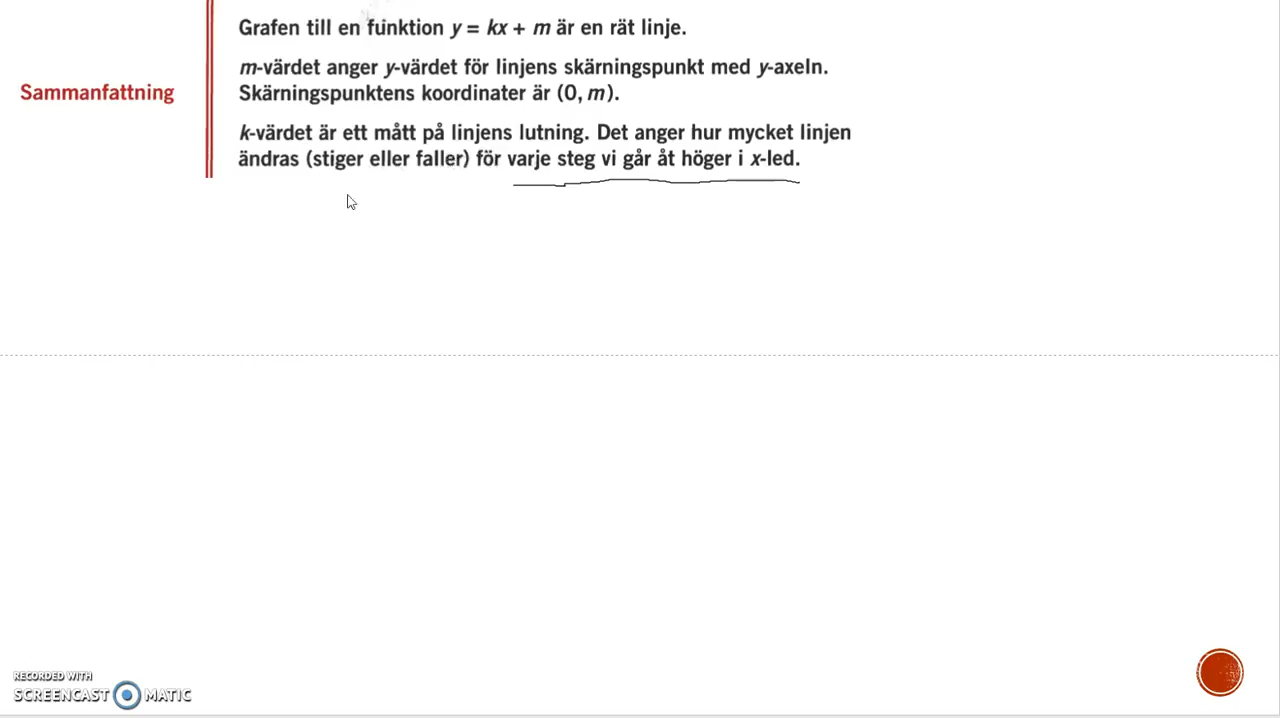 Grafen till en funktion y = kx + m är en rät linje.
m-värdet anger y-värdet för linjens skärningspunkt med y-axeln.
Sammanfattning
Skärningspunktens koordinater är (0, m).
k-värdet är ett mått på linjens lutning. Det anger hur mycket linjen
ändras (stiger eller faller) för varje steg vi går åt höger i x-led.
RECORDED WITH
SCREENCAST MATIC